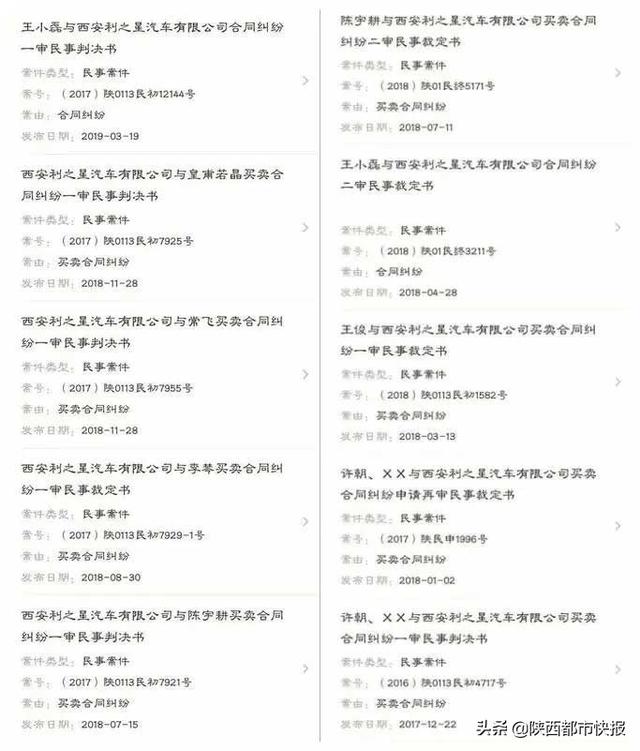 王小磊与西安利之星汽车有限公司合同纠纷
一审民事判决书
案件类型：民事案件
案号：（2017）陕0113民初12144号
案由：合同纠纷
发布日期：2019-03-19
西安利之星汽车有限公司与皇甫若晶买卖合
同纠纷一审民事判决书
案件类型：民事案件
案号：（2017）陕0113民初7925号
案由：买卖合同纠纷
发布日期：2018-11-28
西安利之星汽车有限公司与常飞买卖合同纠
纷一审民事判决书
案件类型：民事案件
案号：（2017）陕0113民初7955号
案由：买卖合同纠纷
发布日期：2018-11-28
西安利之星汽车有限公司与李琴买卖合同纠
纷一审民事裁定书
案件类型：民事案件
案号：（2017）陕0113民初7929-1号
案由：买卖合同纠纷
发布日期：2018-08-30
西安利之星汽车有限公司与陈宇耕买卖合同
纠纷一审民事判决书
案件类型：民事案件
案号：（2017）陕0113民初7921号
案由：买卖合同纠纷
发布日期：2018-07-15
陈宇耕与西安利之星汽车有限公司买卖合同
纠纷二审民事裁定书
案件类型：民事案件
案号：（2018）陕01民终5171号
案由：买卖合同纠纷
发布日期：2018-07-11
王小磊与西安利之星汽车有限公司合同纠纷
二审民事裁定书
案件类型：民事案件
案号：（2018）陕01民终3211号
案由：合同纠纷
发布日期：2018-04-28
王俊与西安利之星汽车有限公司买卖合同纠
纷一审民事裁定书
案件类型：民事案件
案号：（2018）陕0113民初1582号
案由：买卖合同纠纷
发布日期：2018-03-13
许朝、XX与西安利之星汽车有限公司买卖
合同纠纷申请再审民事裁定书
案件类型：民事案件
案号：（2017）陕民申1996号
案由：买卖合同纠纷
发布日期：2018-01-02
许朝、XX与西安利之星汽车有限公司买卖
合同纠纷一审民事判决书
案件类型：民事案件
案号：（2016）陕0113民初4717号
案由：买卖合同纠纷
发布日期：2017-12-22
头条 @陕西都市快报